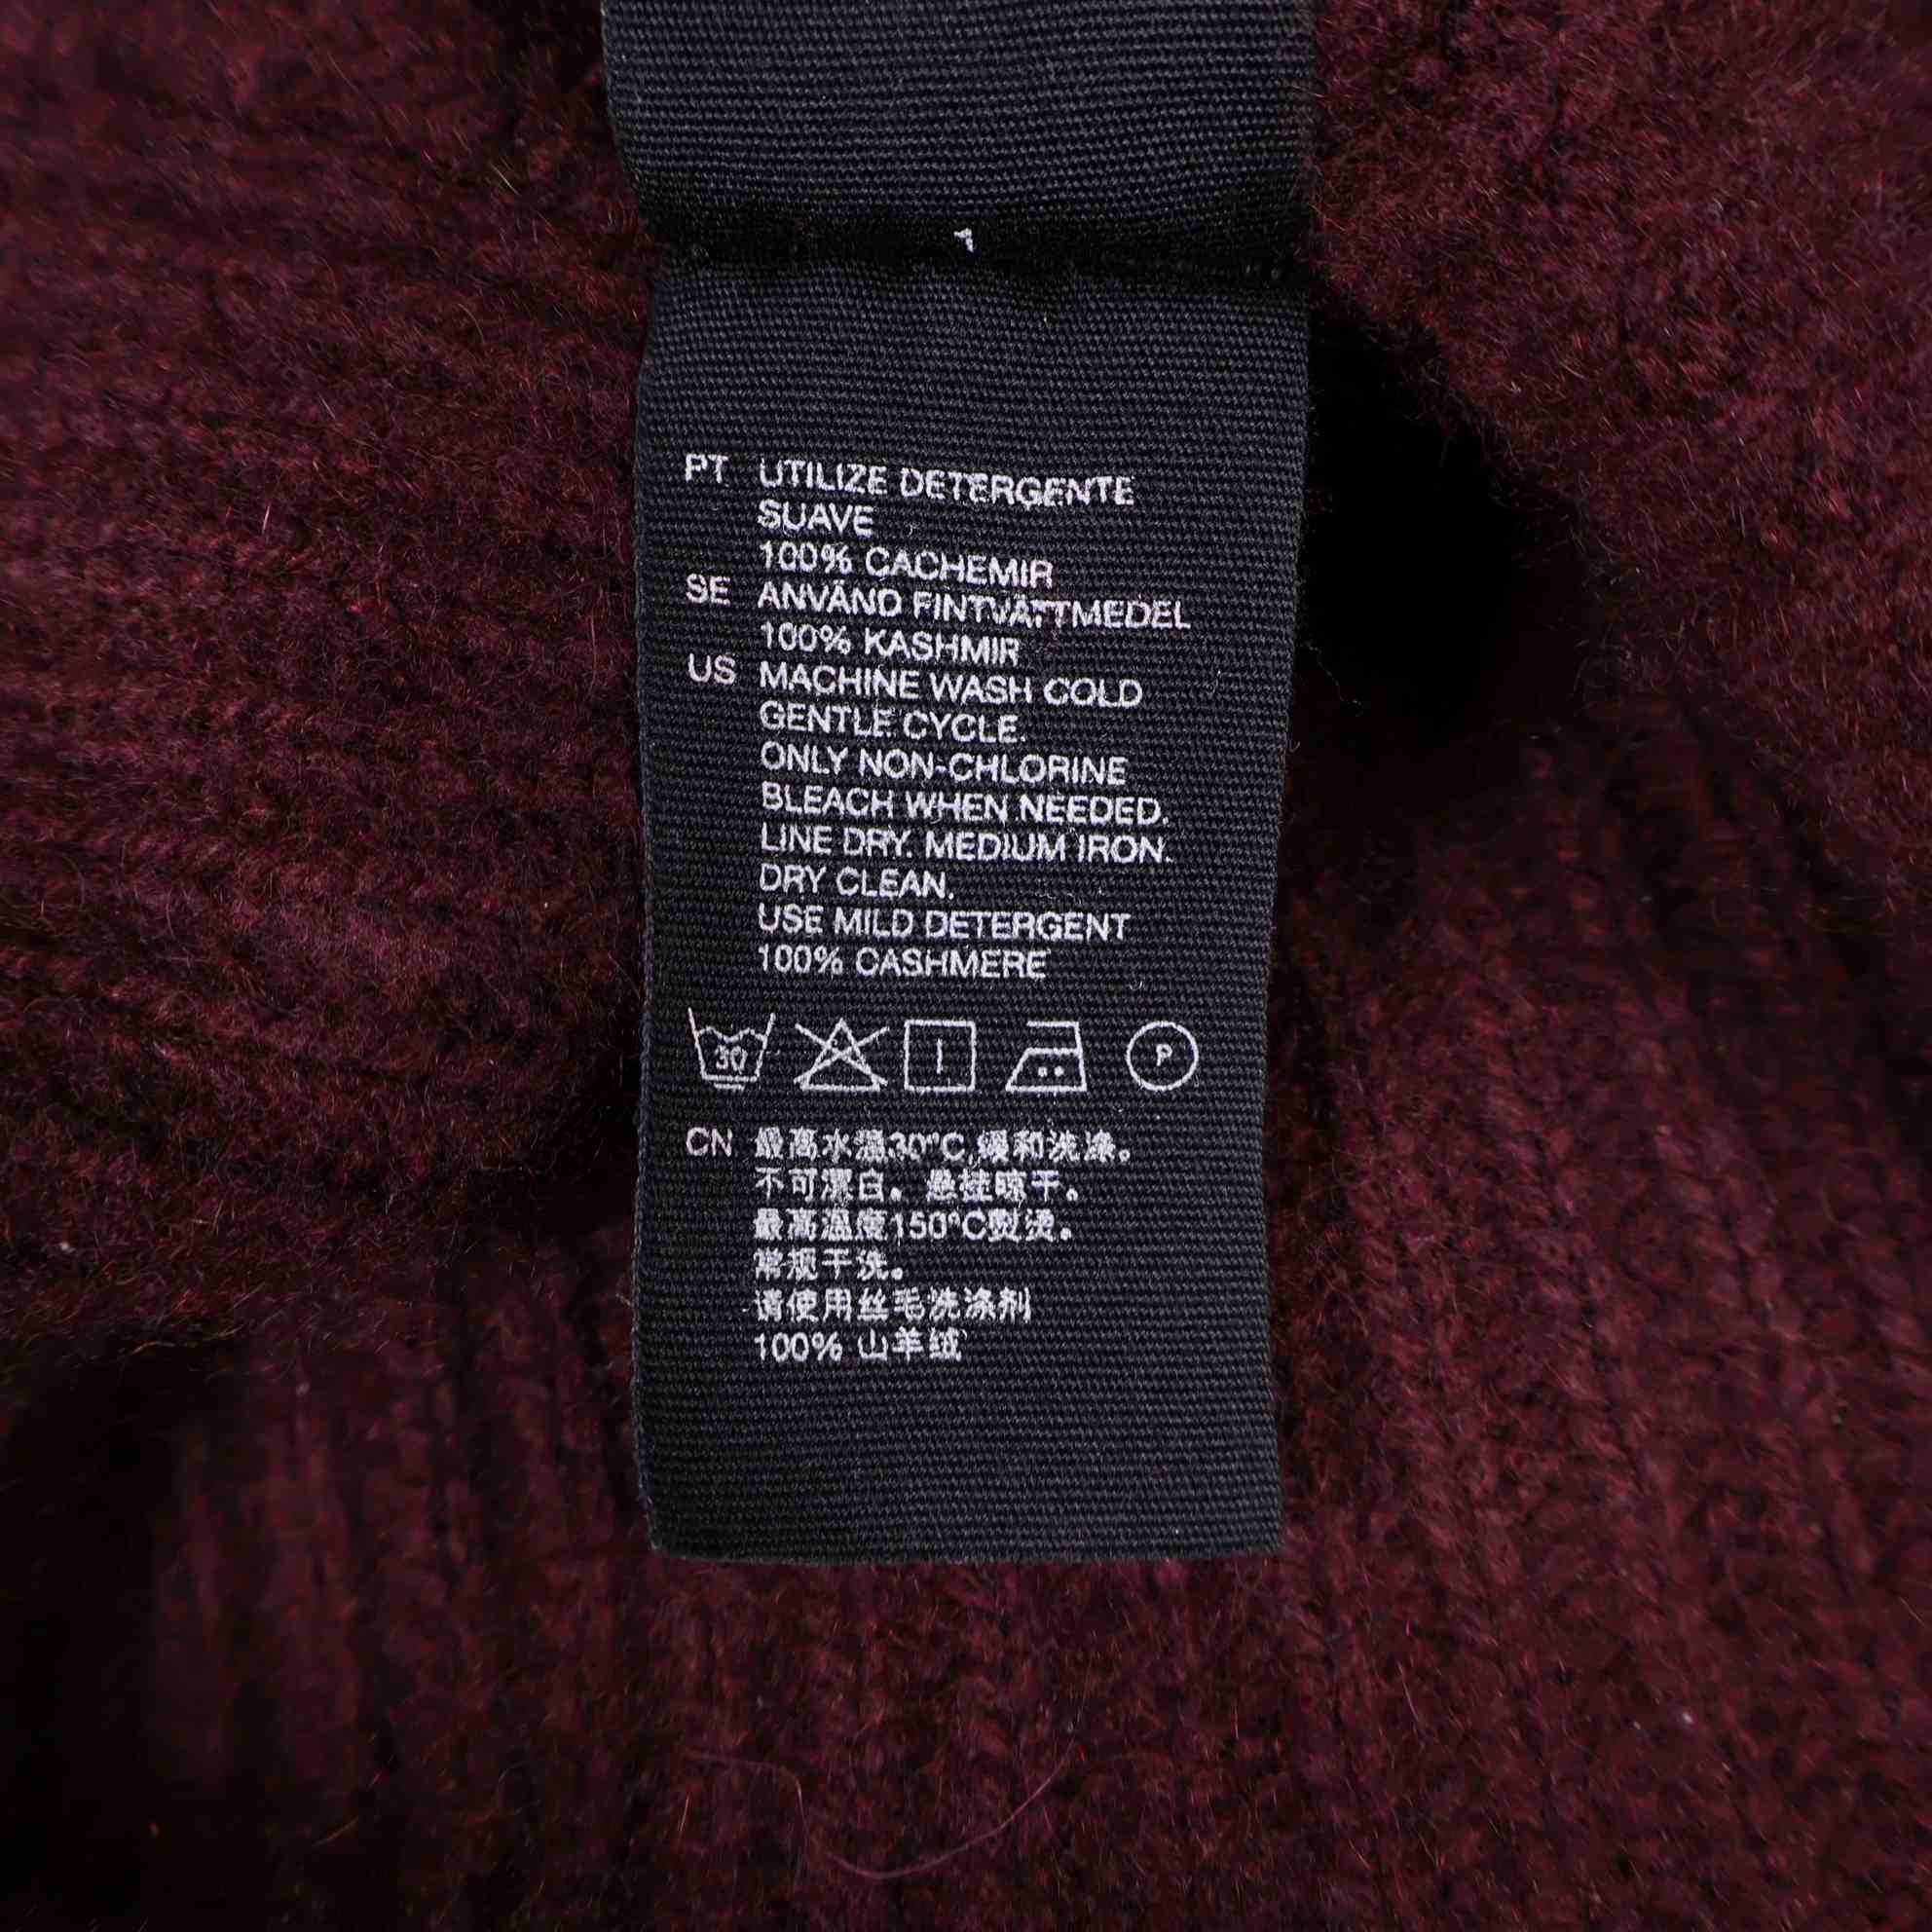 1
PT UTILIZE DETERGENTE
SUAVE
100% CACHEMIR
SE ANVÄND FINTVÄTTMEDEL
100% KASHMIR
US MACHINE WASH COLD
GENTLE CYCLE.
ONLY NON-CHLORINE
BLEACH WHEN NEEDED.
LINE DRY. MEDIUM IRON.
DRY CLEAN.
USE MILD DETERGENT
100% CASHMERE
30 P
CN 最高水温30°C,缓和洗涤。
不可漂白。悬挂晾干。
最高温度150°C熨烫。
常规干洗。
请使用丝毛洗涤剂
100% 山羊绒